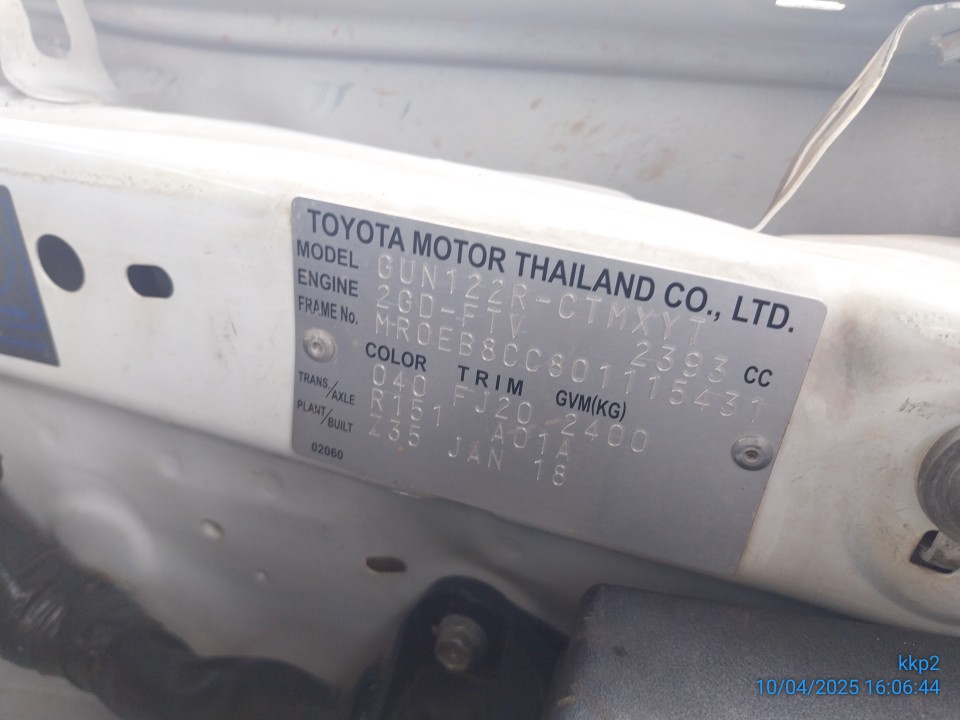 TOYOTA MOTOR THAILAND CO., LTD.
MODEL GUN122R-CTMXYT
ENGINE 2GD-FTV 2393 CC
FRAME No. MR0EB8CC801115431
COLOR TRIM GVM(KG)
040 FJ20 2400
TRANS./AXLE R151 A01A
PLANT/BUILT Z35 JAN 18
02060
kkp2
10/04/2025 16:06:44